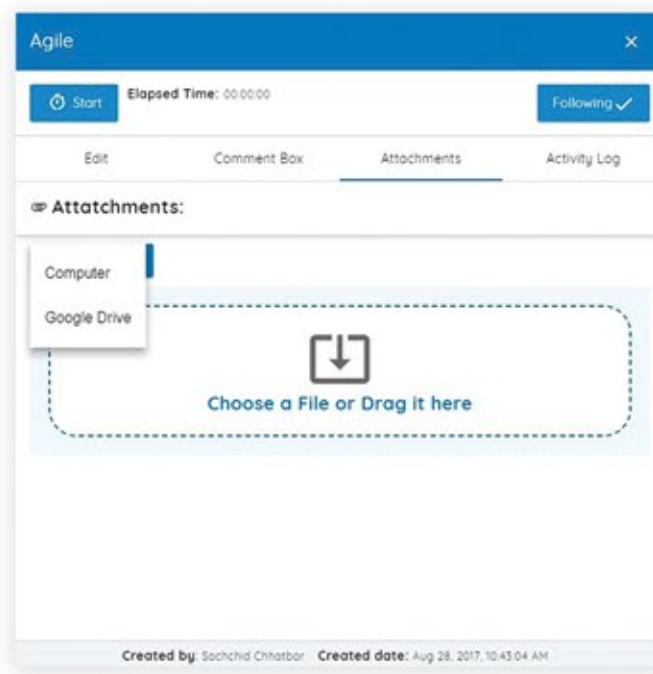 Agile
Start Elapsed Time: 00:00:00 Following
Edit Comment Box Attachments Activity Log
Attatchments:
Computer
Google Drive
Choose a File or Drag it here
Created by: Sachchid Chhatbar Created date: Aug 28, 2017, 10:43:04 AM